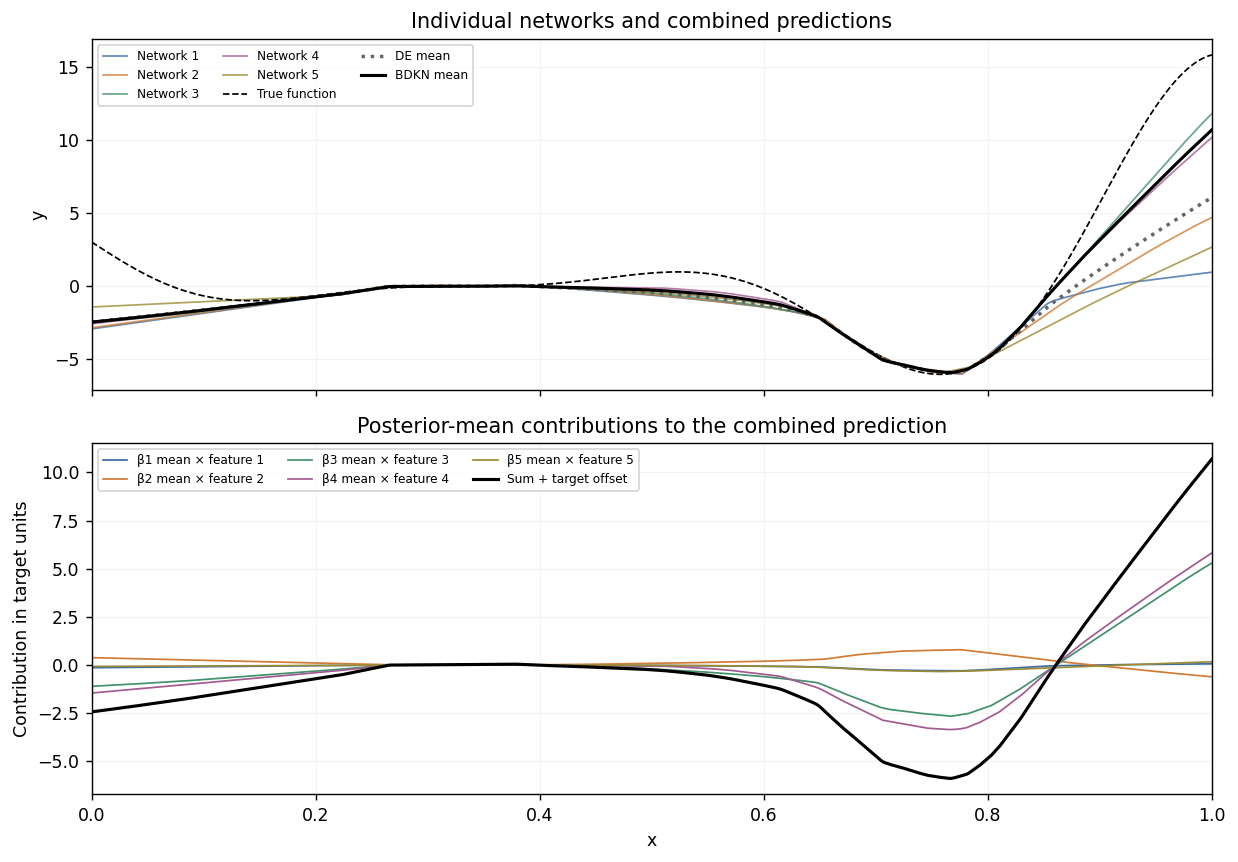 Individual networks and combined predictions
Network 1
Network 2
Network 3
Network 4
Network 5
True function
DE mean
BDKN mean
15
10
5
0
−5
y
Posterior-mean contributions to the combined prediction
β1 mean × feature 1
β2 mean × feature 2
β3 mean × feature 3
β4 mean × feature 4
β5 mean × feature 5
Sum + target offset
10.0
7.5
5.0
2.5
0.0
−2.5
−5.0
Contribution in target units
0.0
0.2
0.4
0.6
0.8
1.0
x